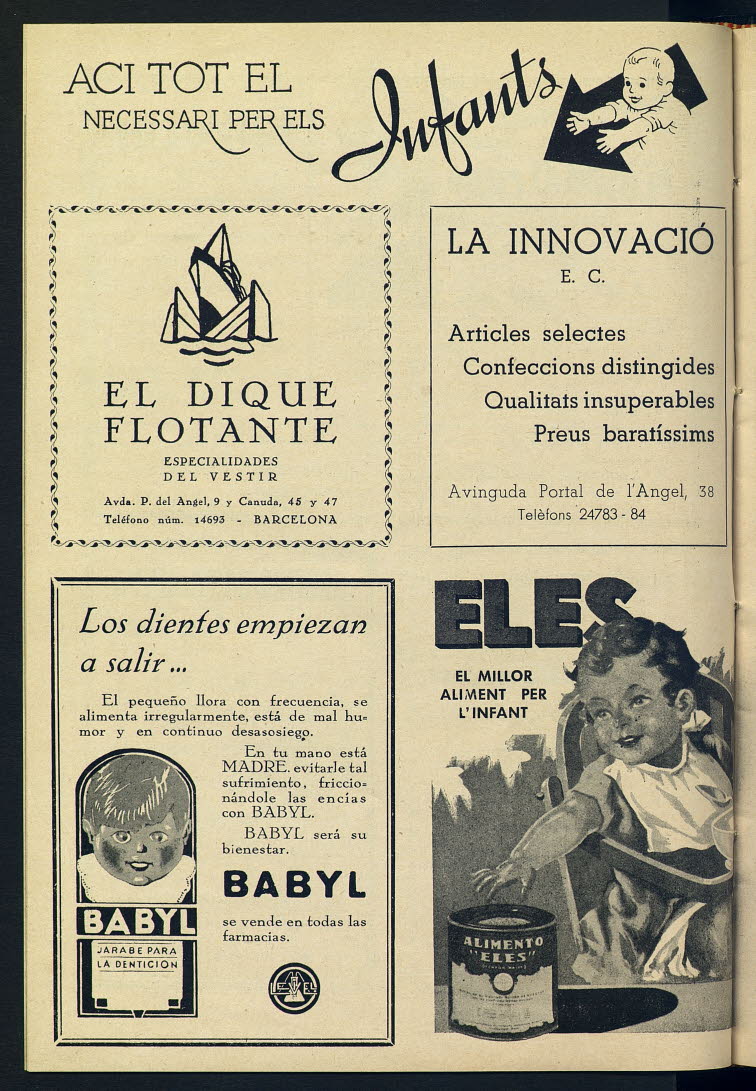 ACI TOT EL
NECESSARI PER ELS
Infants
EL DIQUE
FLOTANTE
ESPECIALIDADES
DEL VESTIR
Avda. P. del Angel, 9 y Canuda, 45 y 47
Teléfono núm. 14693 - BARCELONA
LA INNOVACIÓ
E. C.
Articles selectes
Confeccions distingides
Qualitats insuperables
Preus baratíssims
Avinguda Portal de l'Angel, 38
Telèfons 24783 - 84
Los dientes empiezan
a salir...
El pequeño llora con frecuencia, se
alimenta irregularmente, está de mal hu=
mor y en continuo desasosiego.
En tu mano está
MADRE. evitarle tal
sufrimiento, friccio=
nándole las encías
con BABYL.
BABYL será su
bienestar.
BABYL
se vende en todas las
farmacias.
BABYL
JARABE PARA
LA DENTICIÓN
ELES
EL MILLOR
ALIMENT PER
L'INFANT
ALIMENTO
"ELES"